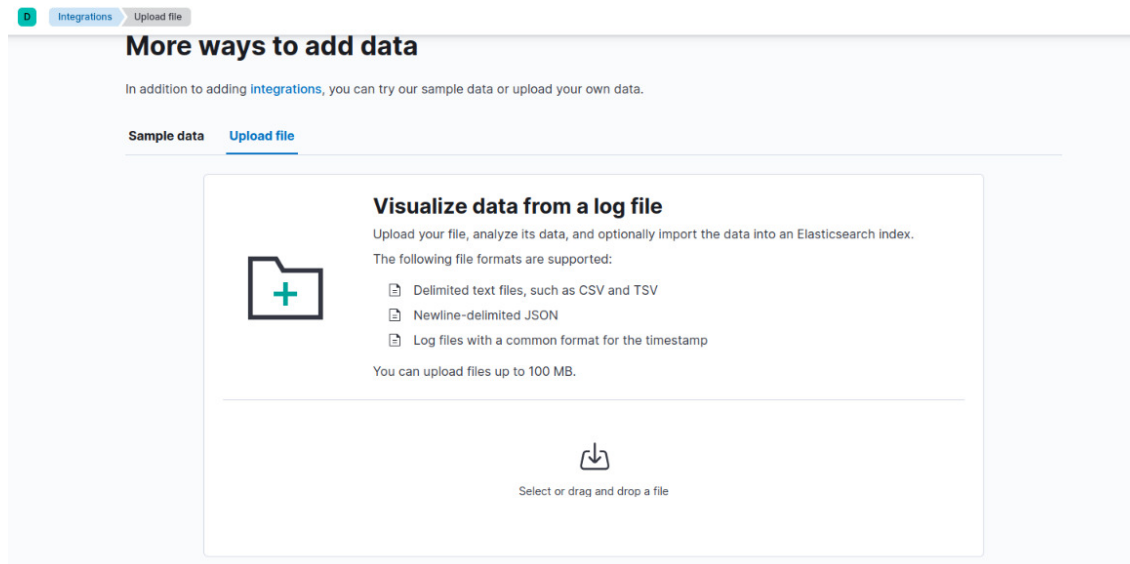 D Integrations Upload file
More ways to add data
In addition to adding integrations, you can try our sample data or upload your own data.
Sample data Upload file
Visualize data from a log file
Upload your file, analyze its data, and optionally import the data into an Elasticsearch index.
The following file formats are supported:
Delimited text files, such as CSV and TSV
Newline-delimited JSON
Log files with a common format for the timestamp
You can upload files up to 100 MB.
Select or drag and drop a file